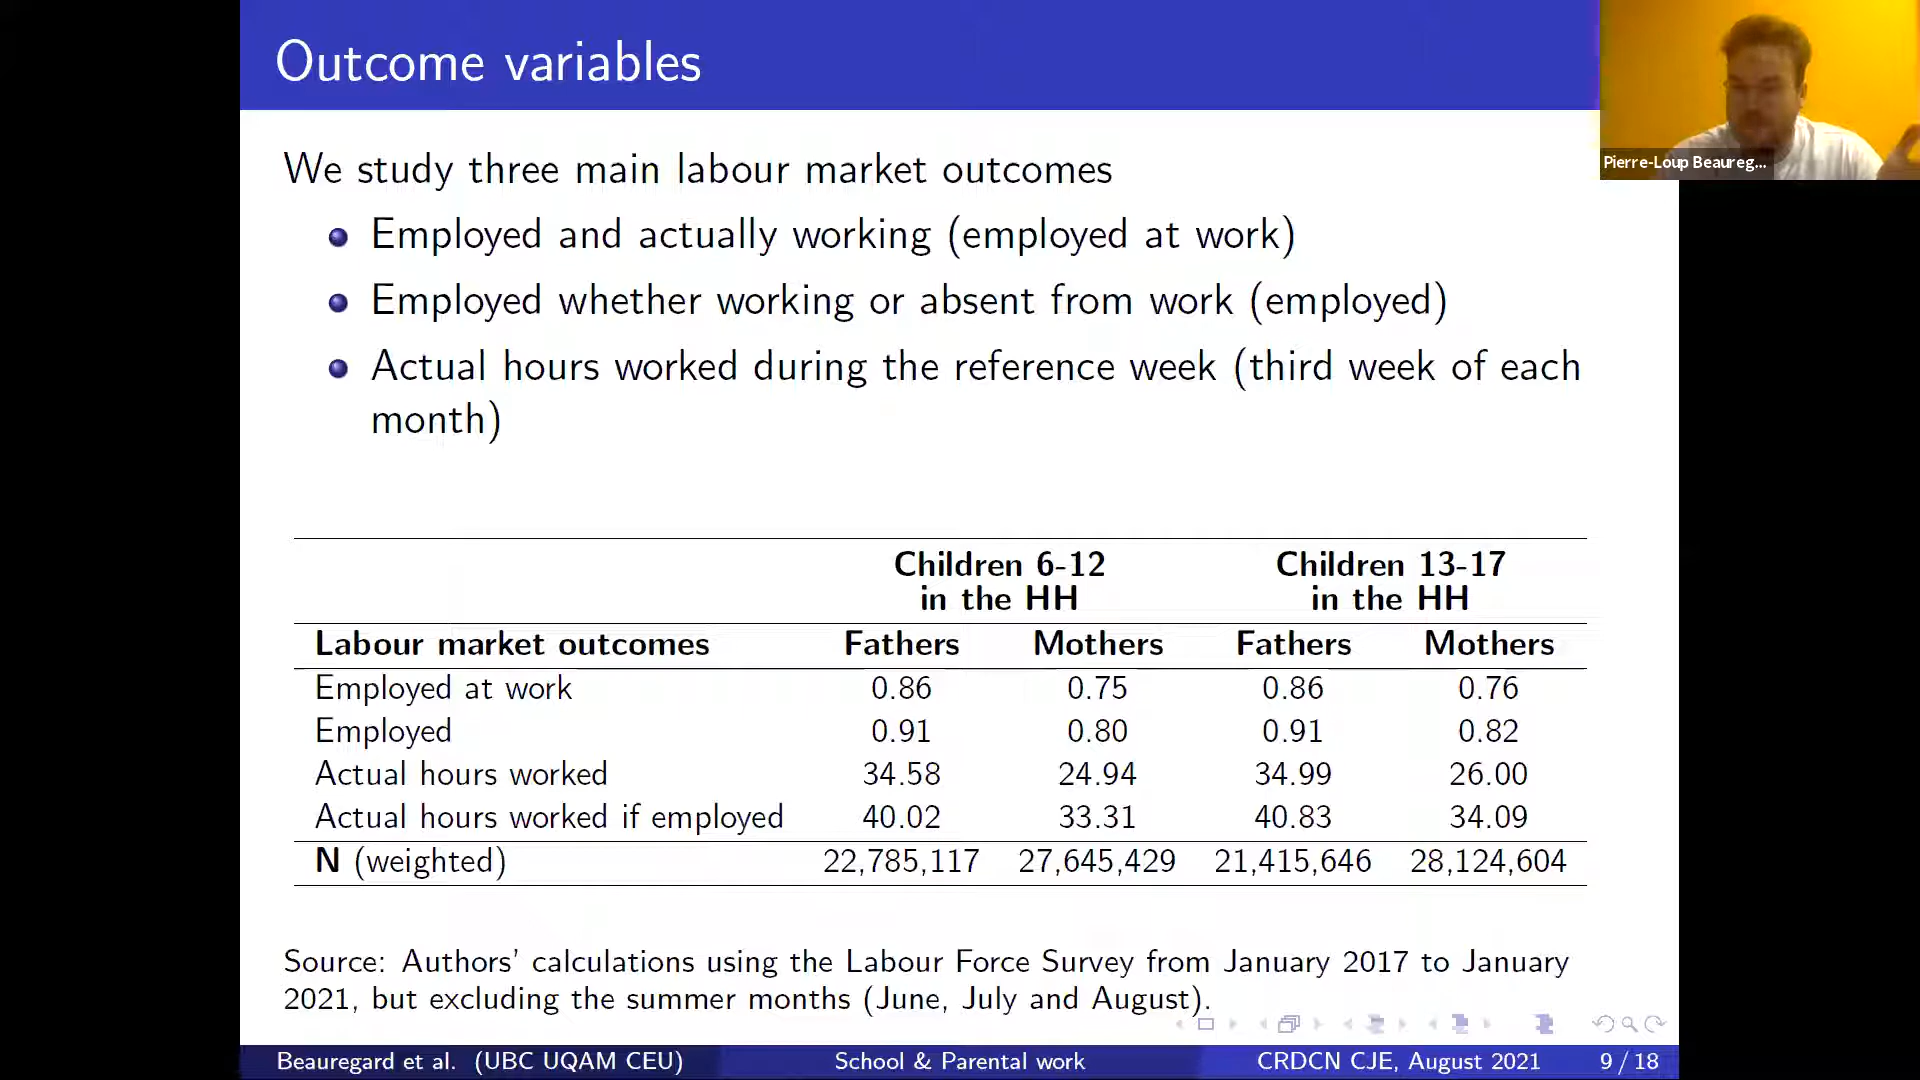 Outcome variables
Pierre-Loup Beaureg...
We study three main labour market outcomes
Employed and actually working (employed at work)
Employed whether working or absent from work (employed)
Actual hours worked during the reference week (third week of each
month)
Children 6-12 Children 13-17
in the HH in the HH
Labour market outcomes Fathers Mothers Fathers Mothers
Employed at work 0.86 0.75 0.86 0.76
Employed 0.91 0.80 0.91 0.82
Actual hours worked 34.58 24.94 34.99 26.00
Actual hours worked if employed 40.02 33.31 40.83 34.09
N (weighted) 22,785,117 27,645,429 21,415,646 28,124,604
Source: Authors' calculations using the Labour Force Survey from January 2017 to January
2021, but excluding the summer months (June, July and August).
Beauregard et al. (UBC UQAM CEU) School & Parental work CRDCN CJE, August 2021 9 / 18